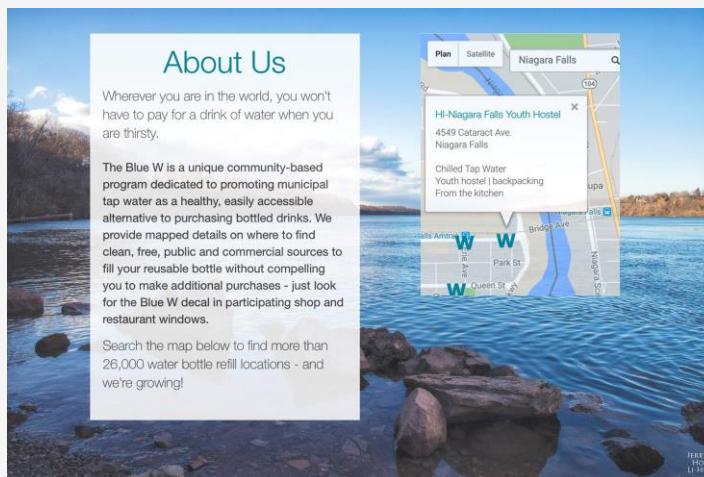 About Us
Wherever you are in the world, you won't
have to pay for a drink of water when you
are thirsty.
The Blue W is a unique community-based
program dedicated to promoting municipal
tap water as a healthy, easily accessible
alternative to purchasing bottled drinks. We
provide mapped details on where to find
clean, free, public and commercial sources to
fill your reusable bottle without compelling
you to make additional purchases - just look
for the Blue W decal in participating shop and
restaurant windows.
Search the map below to find more than
26,000 water bottle refill locations - and
we're growing!
Plan Satellite Niagara Falls
104
HI-Niagara Falls Youth Hostel
4549 Cataract Ave.
Niagara Falls
Chilled Tap Water
Youth hostel | backpacking
From the kitchen
upa
Niagara Falls
Bridge Ave
alls Amtrak
W W
Park St
Queen St
W